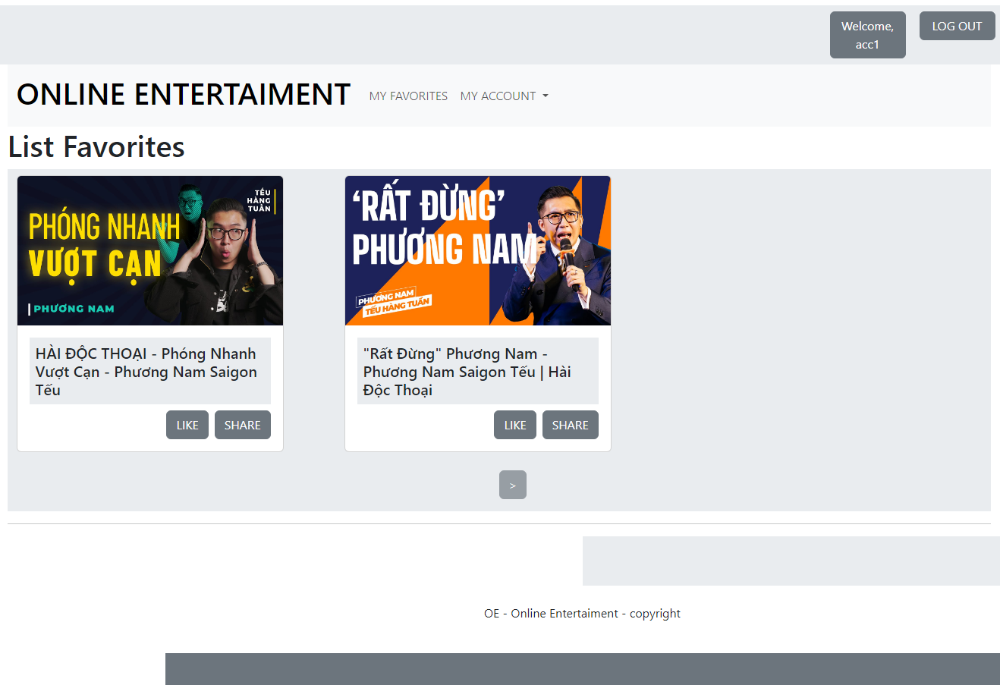 Welcome,
acc1
LOG OUT
ONLINE ENTERTAIMENT
MY FAVORITES
MY ACCOUNT
List Favorites
TẾU
HÀNG
TUẦN
PHÓNG NHANH
VƯỢT CẠN
PHƯƠNG NAM
HÀI ĐỘC THOẠI - Phóng Nhanh
Vượt Cạn - Phương Nam Saigon
Tếu
LIKE
SHARE
‘RẤT ĐỪNG’
PHƯƠNG NAM
PHƯƠNG NAM
TẾU HÀNG TUẦN
"Rất Đừng" Phương Nam -
Phương Nam Saigon Tếu | Hài
Độc Thoại
LIKE
SHARE
>
OE - Online Entertaiment - copyright